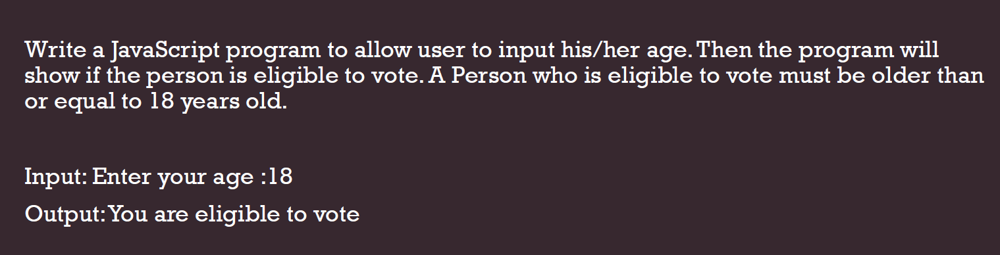 Write a JavaScript program to allow user to input his/her age. Then the program will
show if the person is eligible to vote. A Person who is eligible to vote must be older than
or equal to 18 years old.
Input: Enter your age :18
Output: You are eligible to vote